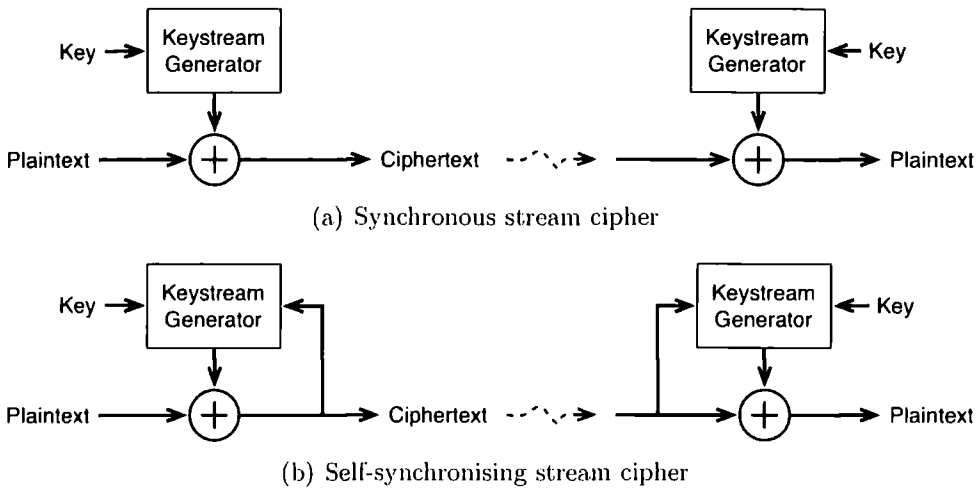 Key
Keystream
Generator
Keystream
Generator
Key
Plaintext
+
Ciphertext
+
Plaintext
(a) Synchronous stream cipher
Key
Keystream
Generator
Keystream
Generator
Key
Plaintext
+
Ciphertext
+
Plaintext
(b) Self-synchronising stream cipher